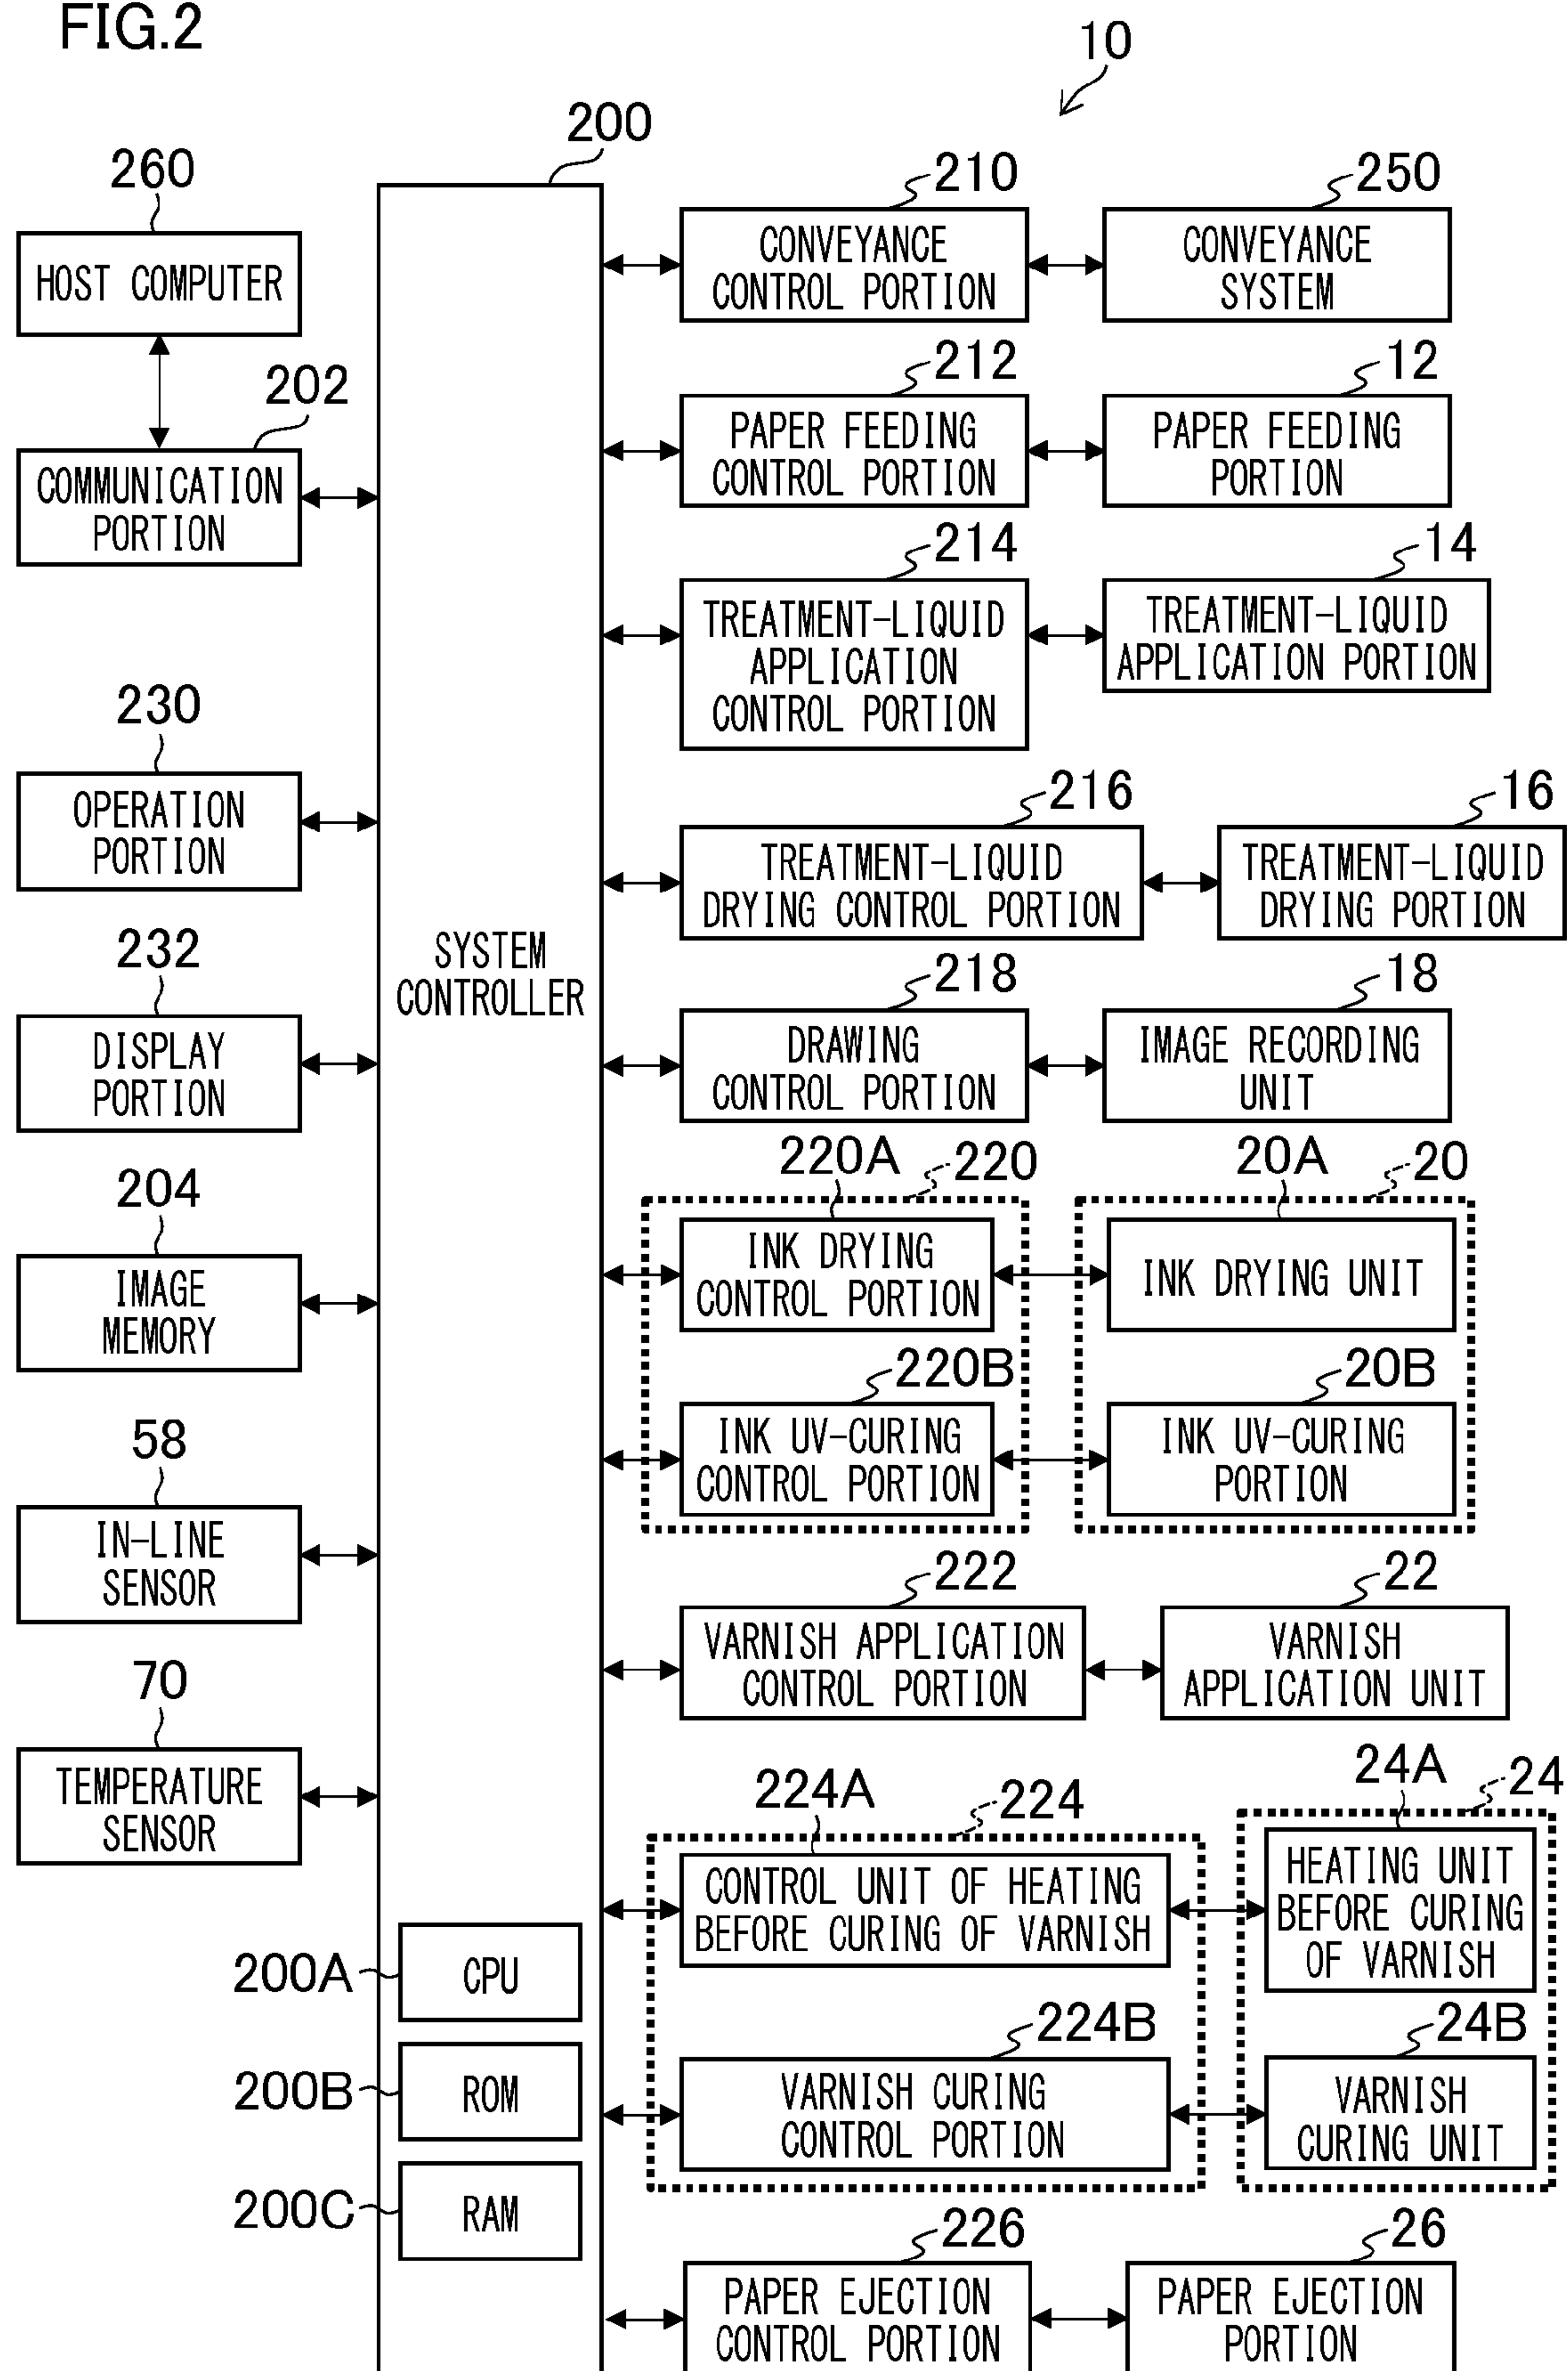 FIG.2
10
200
260
HOST COMPUTER
202
COMMUNICATION
PORTION
230
OPERATION
PORTION
232
DISPLAY
PORTION
204
IMAGE
MEMORY
58
IN-LINE
SENSOR
70
TEMPERATURE
SENSOR
SYSTEM
CONTROLLER
200A
CPU
200B
ROM
200C
RAM
210
CONVEYANCE
CONTROL PORTION
250
CONVEYANCE
SYSTEM
212
PAPER FEEDING
CONTROL PORTION
12
PAPER FEEDING
PORTION
214
TREATMENT-LIQUID
APPLICATION
CONTROL PORTION
14
TREATMENT-LIQUID
APPLICATION PORTION
216
TREATMENT-LIQUID
DRYING CONTROL PORTION
16
TREATMENT-LIQUID
DRYING PORTION
218
DRAWING
CONTROL PORTION
18
IMAGE RECORDING
UNIT
220A
220
INK DRYING
CONTROL PORTION
20A
20
INK DRYING UNIT
220B
INK UV-CURING
CONTROL PORTION
20B
INK UV-CURING
PORTION
222
VARNISH APPLICATION
CONTROL PORTION
22
VARNISH
APPLICATION UNIT
224A
224
CONTROL UNIT OF HEATING
BEFORE CURING OF VARNISH
24A
24
HEATING UNIT
BEFORE CURING
OF VARNISH
224B
VARNISH CURING
CONTROL PORTION
24B
VARNISH
CURING UNIT
226
PAPER EJECTION
CONTROL PORTION
26
PAPER EJECTION
PORTION